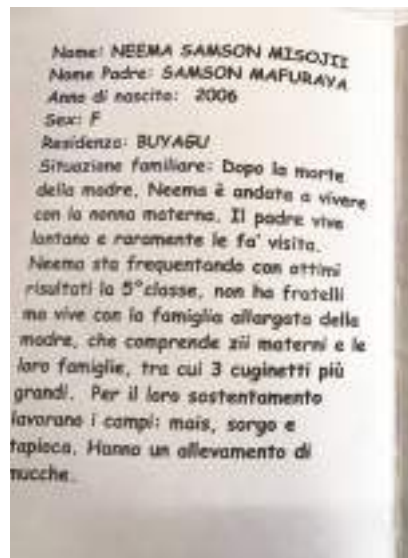 Name: NEEMA SAMSON MISOJII
Nome Padre: SAMSON MAFURAYA
Anno di nascita: 2006
Sex: F
Residenza: BUYAGU
Situazione familiare: Dopo la morte
della madre, Neema è andata a vivere
con la nonna materna. Il padre vive
lontano e raramente le fa' visita.
Neema sta frequentando con ottimi
risultati la 5°classe, non ha fratelli
ma vive con la famiglia allargata della
madre, che comprende zii materni e le
loro famiglie, tra cui 3 cuginetti più
grandi. Per il loro sostentamento
lavorano i campi: mais, sorgo e
tapioca. Hanno un allevamento di
mucche.